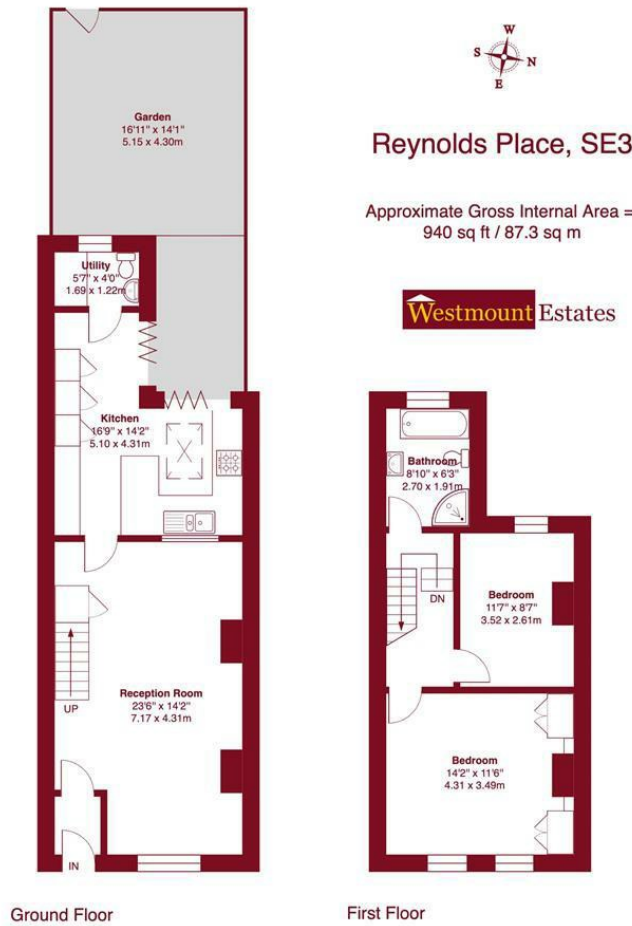 Garden
16'11" x 14'1"
5.15 x 4.30m
W
S
N
E
Reynolds Place, SE3
Approximate Gross Internal Area =
940 sq ft / 87.3 sq m
Westmount Estates
Utility
5'7" x 4'0"
1.69 x 1.22m
Kitchen
16'9" x 14'2"
5.10 x 4.31m
UP
Reception Room
23'6" x 14'2"
7.17 x 4.31m
IN
Ground Floor
Bathroom
8'10" x 6'3"
2.70 x 1.91m
DN
Bedroom
11'7" x 8'7"
3.52 x 2.61m
Bedroom
14'2" x 11'6"
4.31 x 3.49m
First Floor